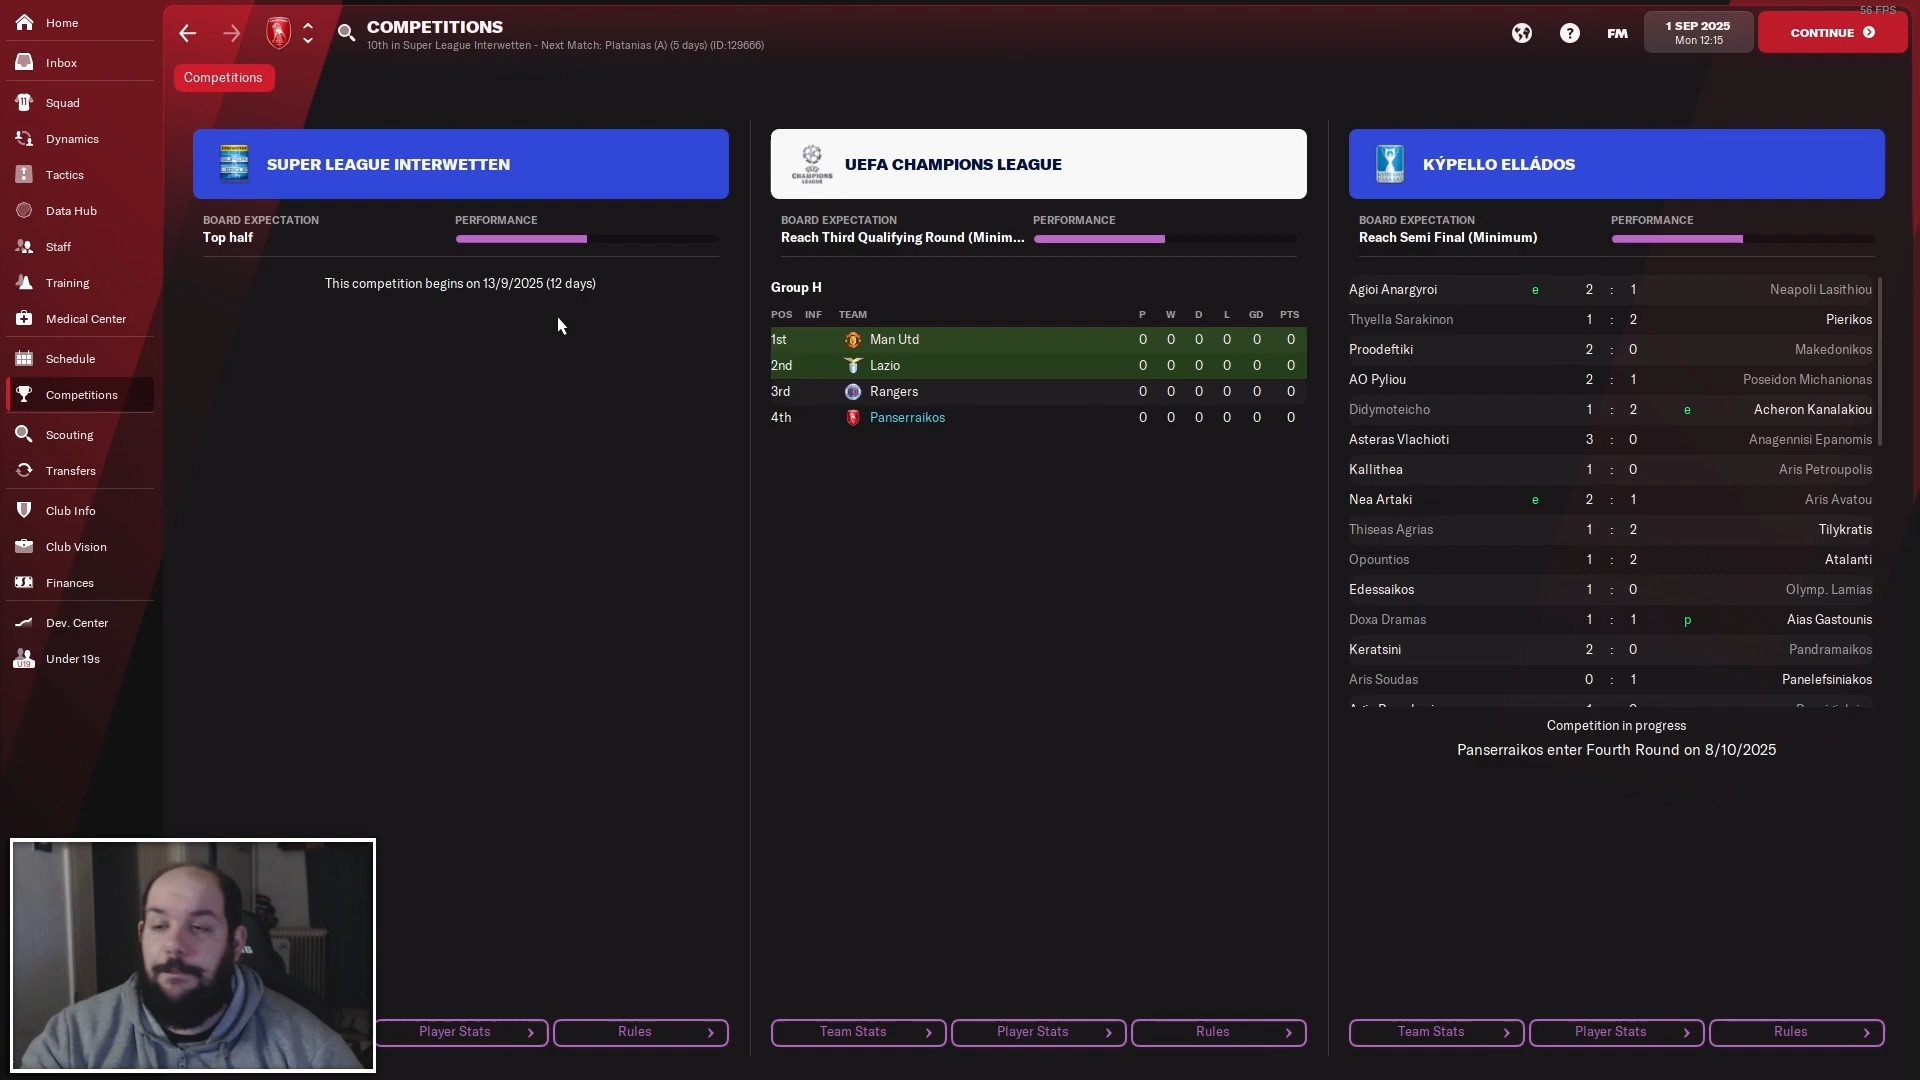 56 FPS
Home
Inbox
Squad
Dynamics
Tactics
Data Hub
Staff
Training
Medical Center
Schedule
Competitions
Scouting
Transfers
Club Info
Club Vision
Finances
Dev. Center
U19
Under 19s
COMPETITIONS
10th in Super League Interwetten - Next Match: Platanias (A) (5 days) (ID:129666)
FM
1 SEP 2025
Mon 12:15
CONTINUE
Competitions
SUPER LEAGUE INTERWETTEN
BOARD EXPECTATION
PERFORMANCE
Top half
This competition begins on 13/9/2025 (12 days)
Player Stats
Rules
CHAMPIONS LEAGUE
UEFA CHAMPIONS LEAGUE
BOARD EXPECTATION
PERFORMANCE
Reach Third Qualifying Round (Minim...
Group H
POS INF TEAM P W D L GD PTS
1st Man Utd 0 0 0 0 0 0
2nd Lazio 0 0 0 0 0 0
3rd Rangers 0 0 0 0 0 0
4th Panserraikos 0 0 0 0 0 0
Team Stats
Player Stats
Rules
KÝPELLO ELLÁDOS
BOARD EXPECTATION
PERFORMANCE
Reach Semi Final (Minimum)
Agioi Anargyroi e 2 : 1 Neapoli Lasithiou
Thyella Sarakinon 1 : 2 Pierikos
Proodeftiki 2 : 0 Makedonikos
AO Pyliou 2 : 1 Poseidon Michanionas
Didymoteicho 1 : 2 e Acheron Kanalakiou
Asteras Vlachioti 3 : 0 Anagennisi Epanomis
Kallithea 1 : 0 Aris Petroupolis
Nea Artaki e 2 : 1 Aris Avatou
Thiseas Agrias 1 : 2 Tilykratis
Opountios 1 : 2 Atalanti
Edessaikos 1 : 0 Olymp. Lamias
Doxa Dramas 1 : 1 p Aias Gastounis
Keratsini 2 : 0 Pandramaikos
Aris Soudas 0 : 1 Panelefsiniakos
Competition in progress
Panserraikos enter Fourth Round on 8/10/2025
Team Stats
Player Stats
Rules